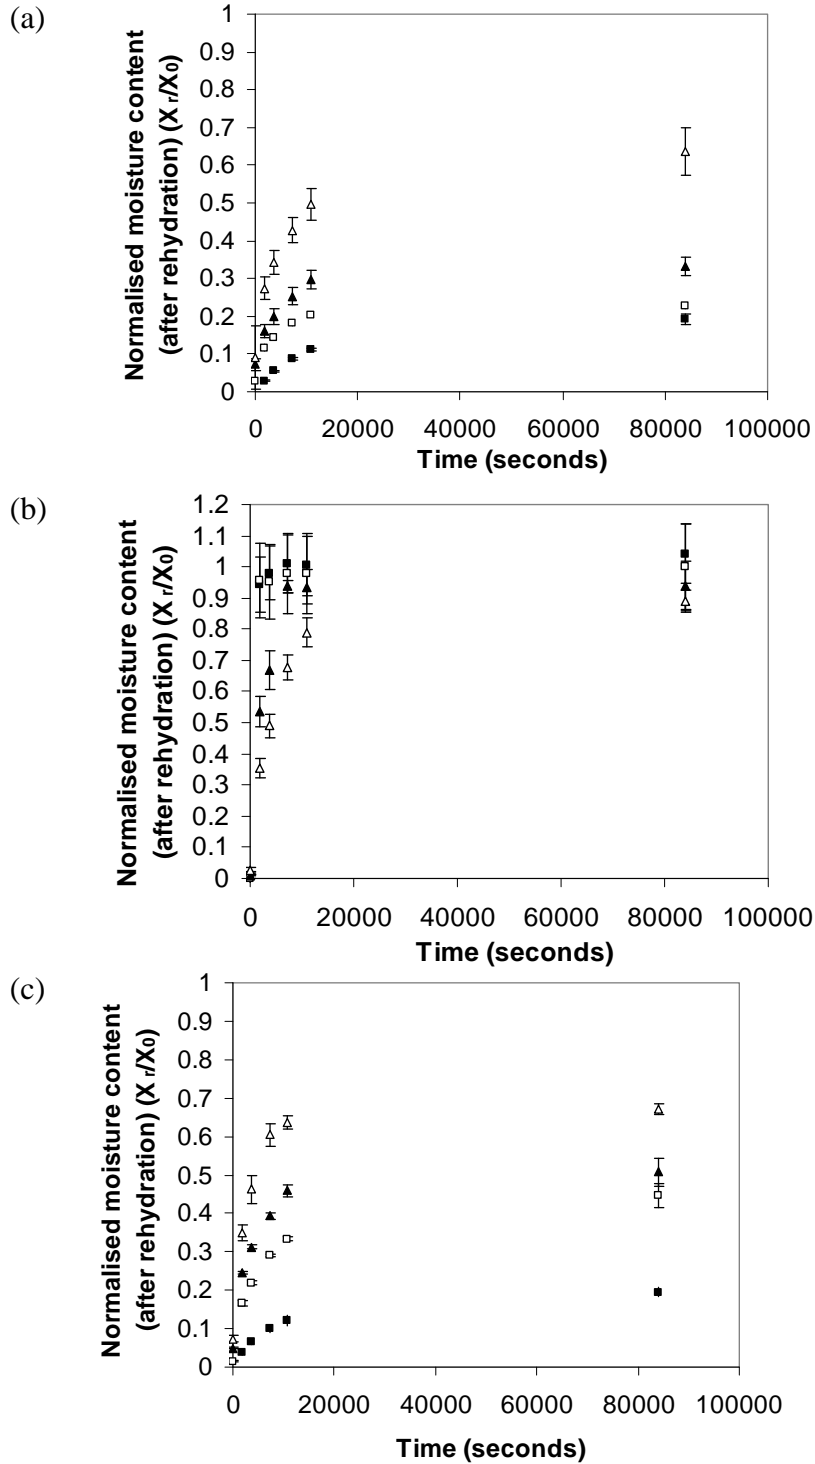 (a)
Normalised moisture content
(after rehydration) (X r/X0)
1
0.9
0.8
0.7
0.6
0.5
0.4
0.3
0.2
0.1
0
0 20000 40000 60000 80000 100000
Time (seconds)
(b)
Normalised moisture content
(after rehydration) (X r/X0)
1.2
1.1
1
0.9
0.8
0.7
0.6
0.5
0.4
0.3
0.2
0.1
0
0 20000 40000 60000 80000 100000
Time (seconds)
(c)
Normalised moisture content
(after rehydration) (X r/X0)
1
0.9
0.8
0.7
0.6
0.5
0.4
0.3
0.2
0.1
0
0 20000 40000 60000 80000 100000
Time (seconds)